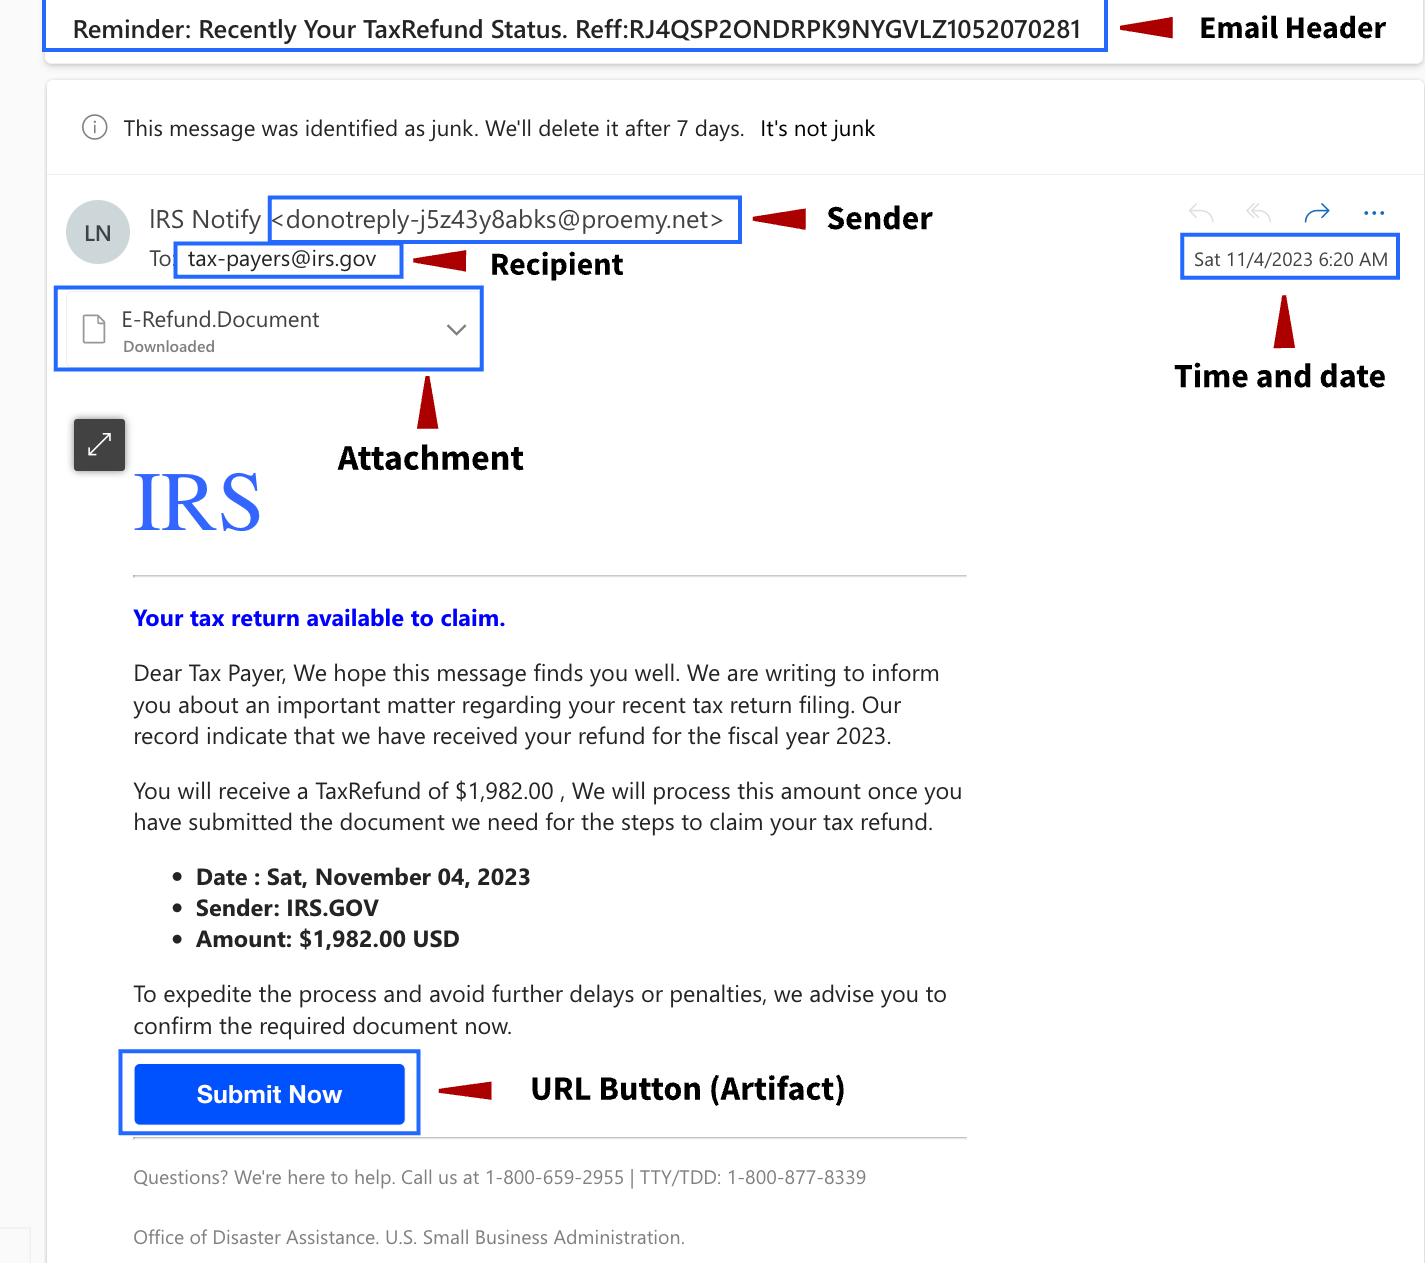 Reminder: Recently Your TaxRefund Status. Reff:RJ4QSP2ONDRPK9NYGVLZ1052070281
Email Header
This message was identified as junk. We'll delete it after 7 days. It's not junk
LN
lRS Notify <donotreply-j5z43y8abks@proemy.net>
Sender
To: tax-payers@irs.gov
Recipient
Sat 11/4/2023 6:20 AM
Time and date
E-Refund.Document
Downloaded
Attachment
IRS
Your tax return available to claim.
Dear Tax Payer, We hope this message finds you well. We are writing to inform
you about an important matter regarding your recent tax return filing. Our
record indicate that we have received your refund for the fiscal year 2023.
You will receive a TaxRefund of $1,982.00 , We will process this amount once you
have submitted the document we need for the steps to claim your tax refund.
• Date : Sat, November 04, 2023
• Sender: IRS.GOV
• Amount: $1,982.00 USD
To expedite the process and avoid further delays or penalties, we advise you to
confirm the required document now.
Submit Now
URL Button (Artifact)
Questions? We're here to help. Call us at 1-800-659-2955 | TTY/TDD: 1-800-877-8339
Office of Disaster Assistance. U.S. Small Business Administration.